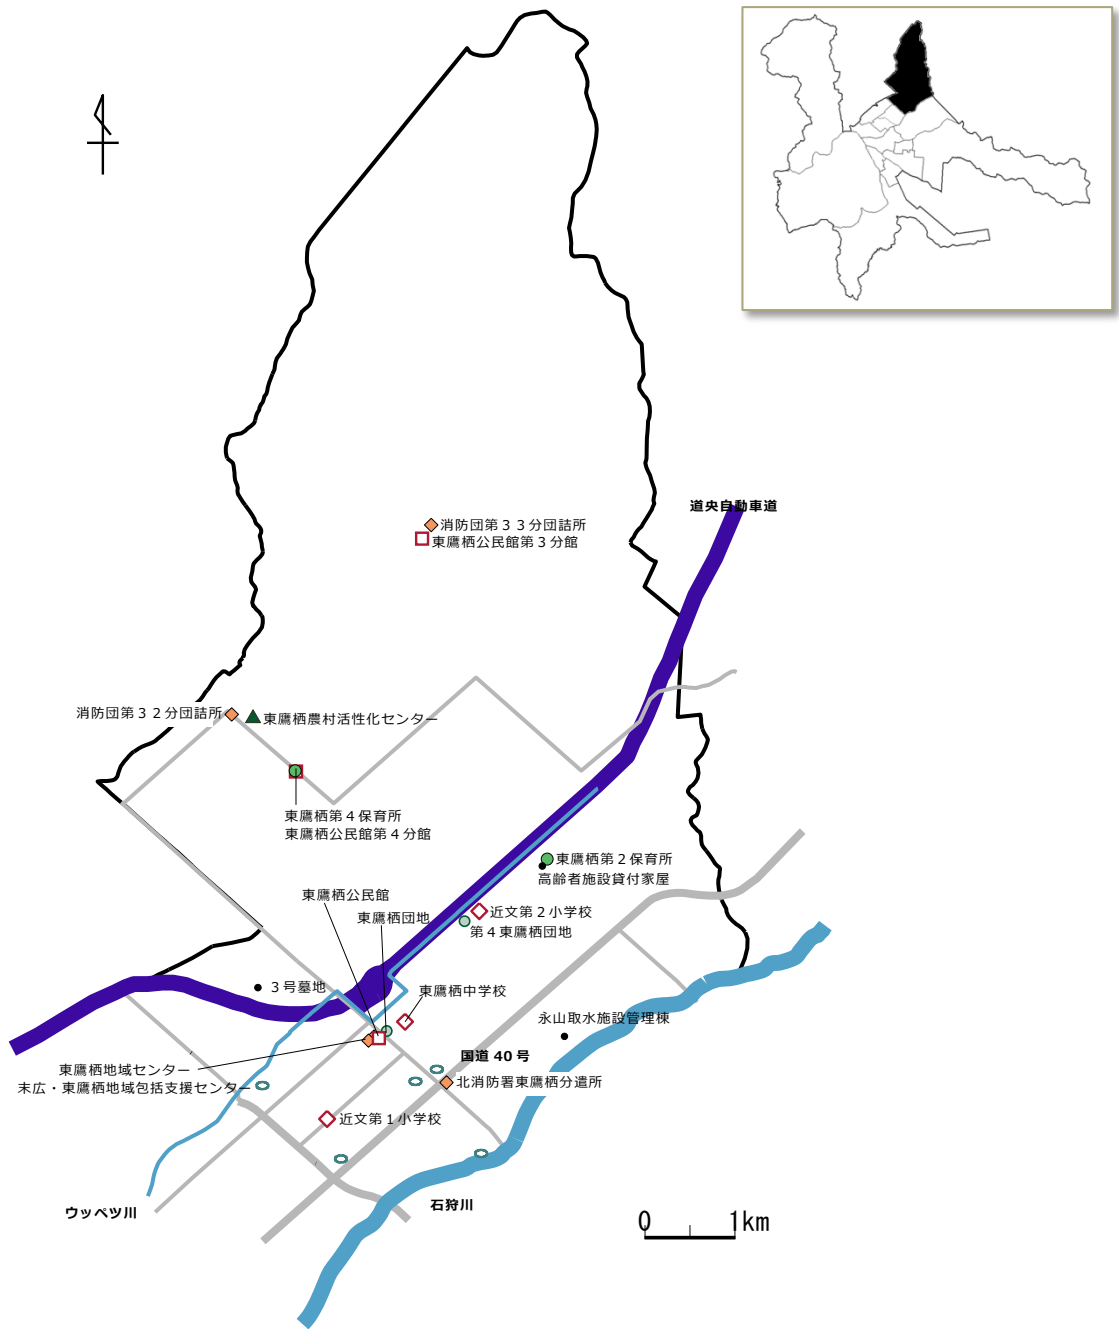 道央自動車道
消防団第３３分団詰所
東鷹栖公民館第３分館
消防団第３２分団詰所
東鷹栖農村活性化センター
東鷹栖第４保育所
東鷹栖公民館第４分館
東鷹栖第２保育所
高齢者施設貸付家屋
東鷹栖公民館
東鷹栖団地
近文第２小学校
第４東鷹栖団地
３号墓地
東鷹栖中学校
永山取水施設管理棟
国道 40 号
東鷹栖地域センター
末広・東鷹栖地域包括支援センター
北消防署東鷹栖分遣所
近文第１小学校
ウッペツ川
石狩川
0 1km